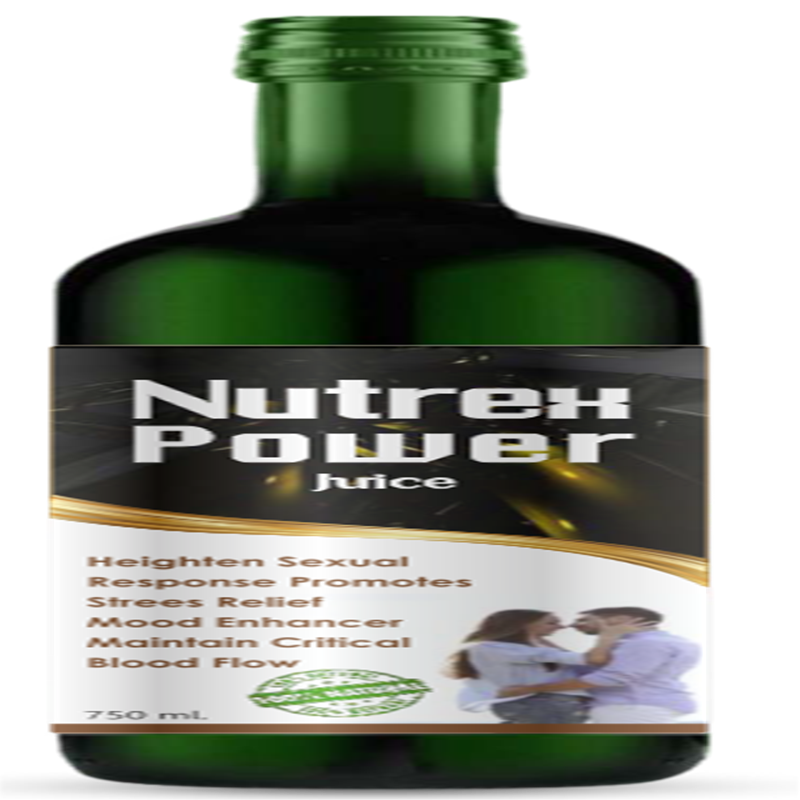 Nutrex
Power
Juice
Heighten Sexual
Response Promotes
Strees Relief
Mood Enhancer
Maintain Critical
Blood Flow
750 ml.